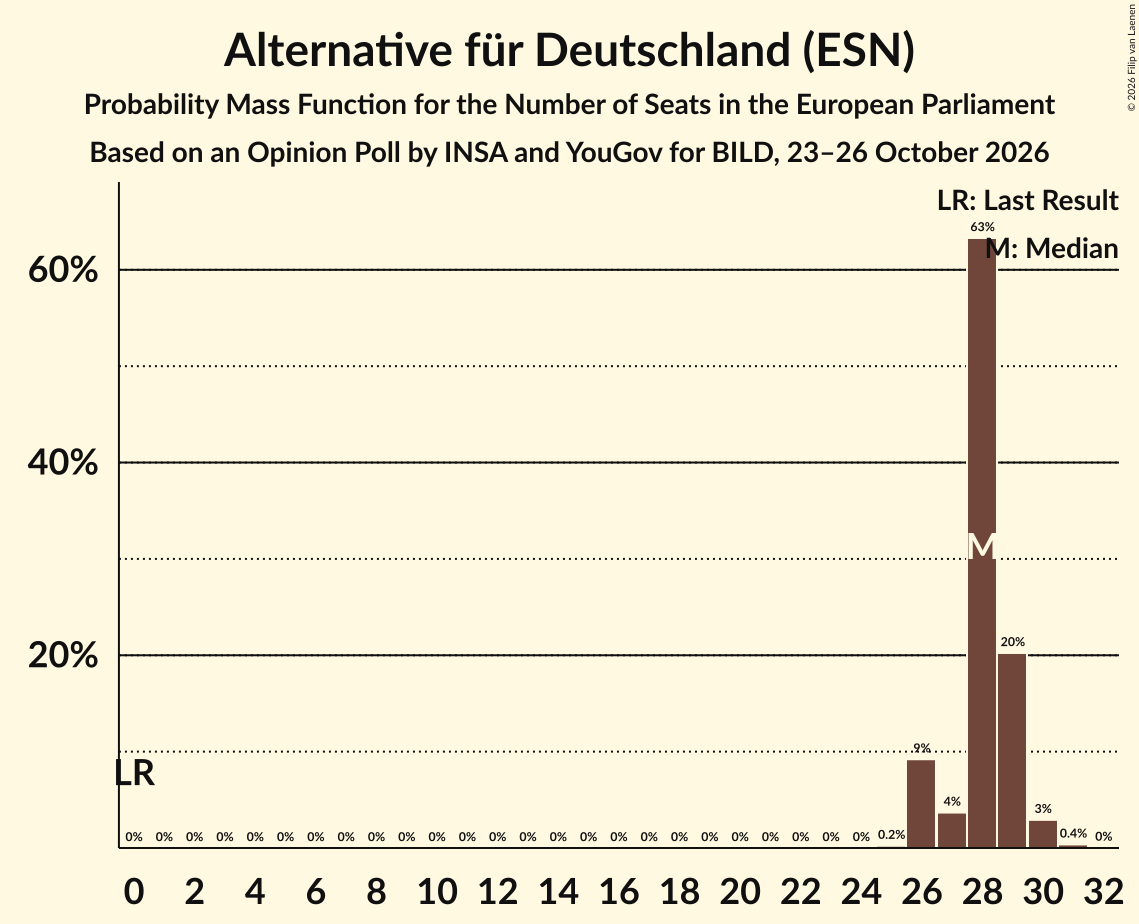 Alternative für Deutschland (ESN)
Probability Mass Function for the Number of Seats in the European Parliament
Based on an Opinion Poll by INSA and YouGov for BILD, 23–26 October 2026
© 2026 Filip van Laenen
LR: Last Result
M: Median
63%
60%
40%
M
20%
20%
9%
LR
4%
3%
0% 0% 0% 0% 0% 0% 0% 0% 0% 0% 0% 0% 0% 0% 0% 0% 0% 0% 0% 0% 0% 0% 0% 0% 0% 0.2% 0.4% 0%
0 2 4 6 8 10 12 14 16 18 20 22 24 26 28 30 32